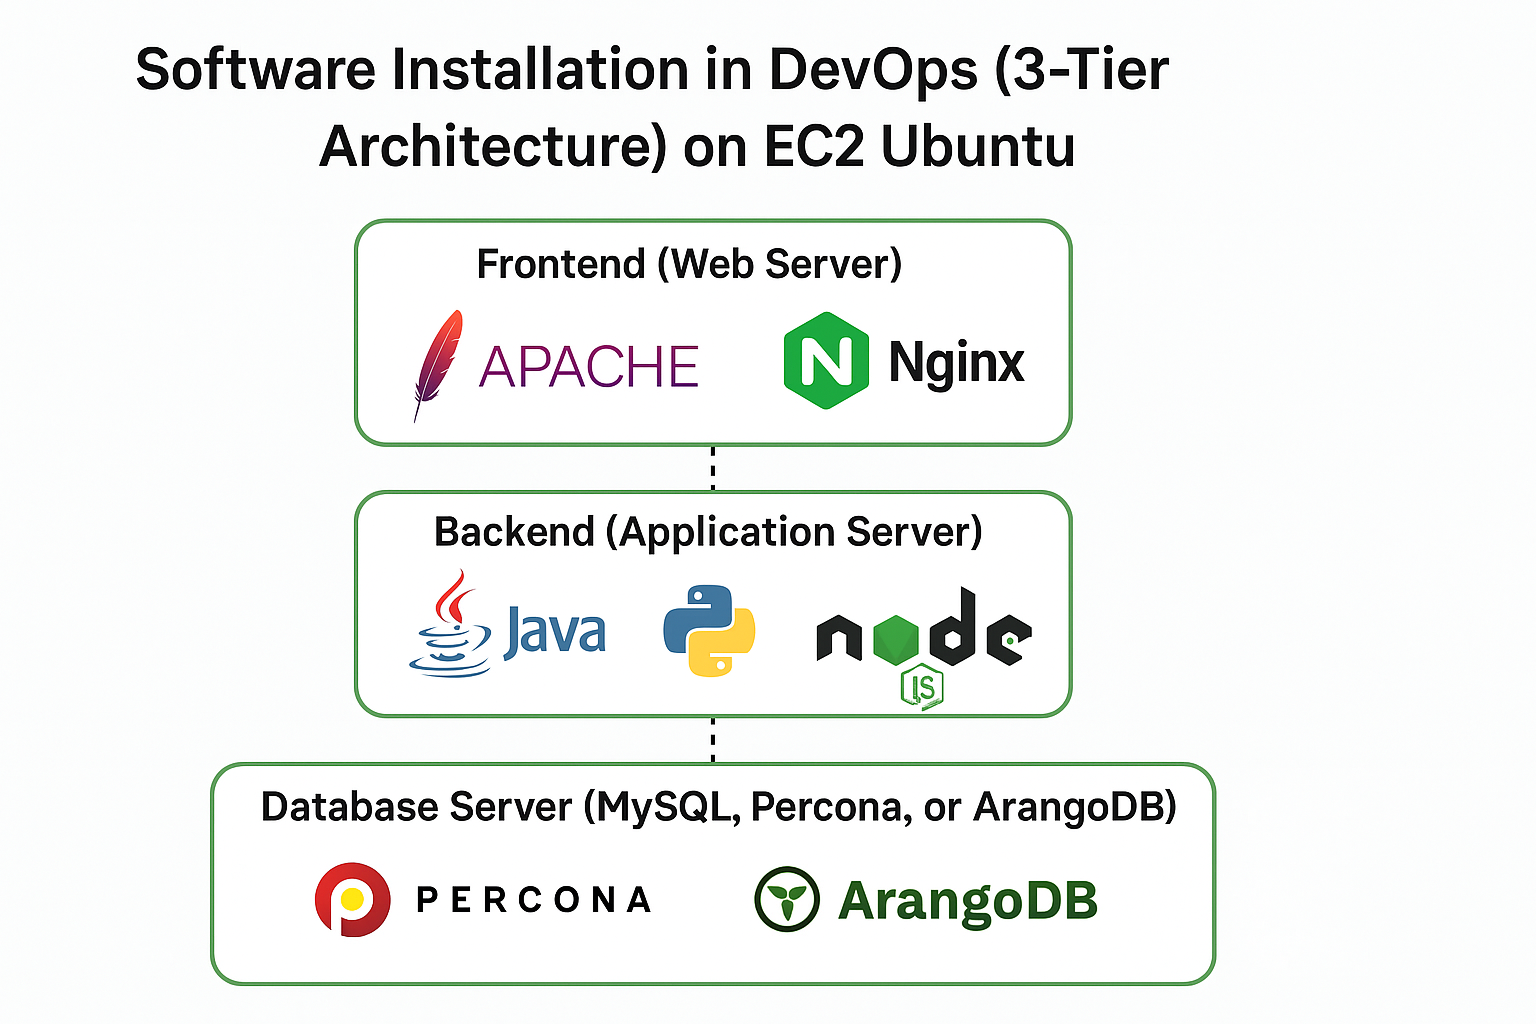 Software Installation in DevOps (3-Tier
Architecture) on EC2 Ubuntu
Frontend (Web Server)
APACHE
N Nginx
Backend (Application Server)
Java
node
JS
Database Server (MySQL, Percona, or ArangoDB)
PERCONA
ArangoDB